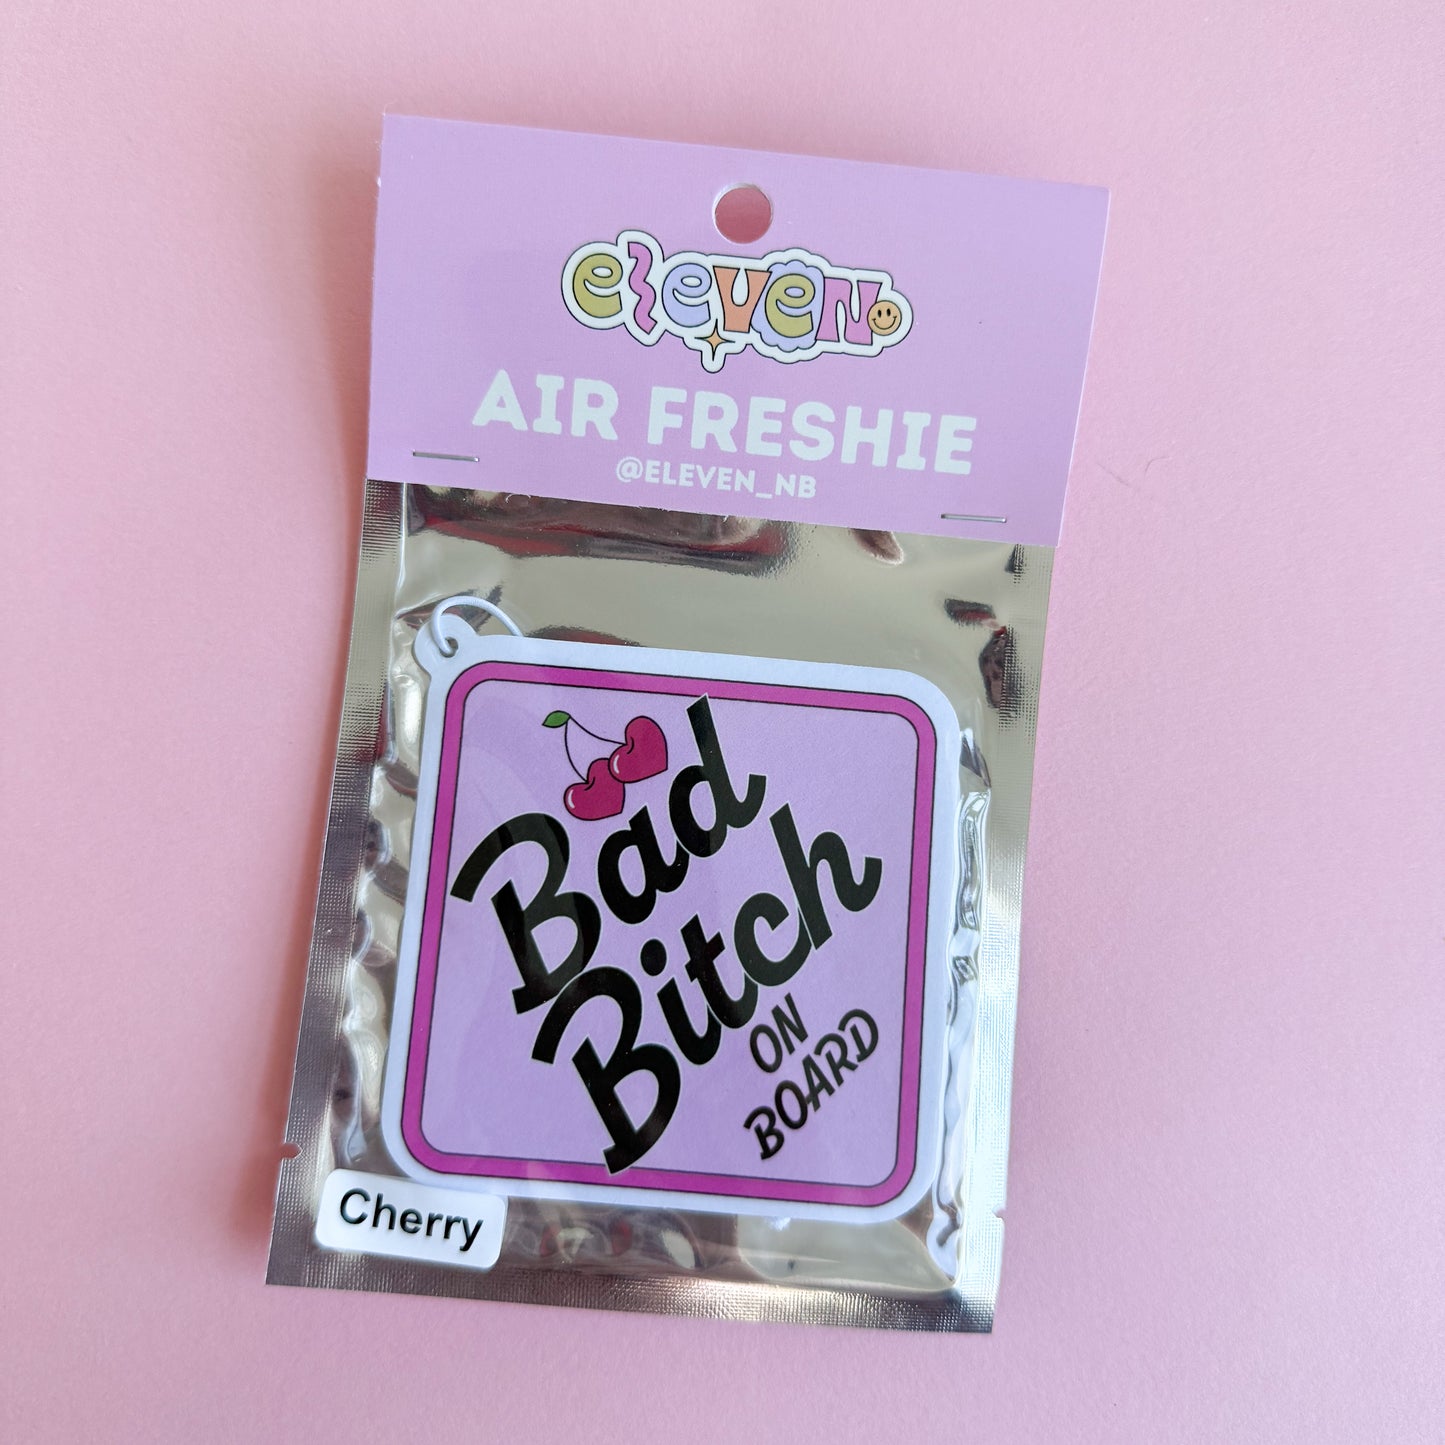 eleven
AIR FRESHIE
@ELEVEN_NB
Bad
Bitch
ON
BOARD
Cherry